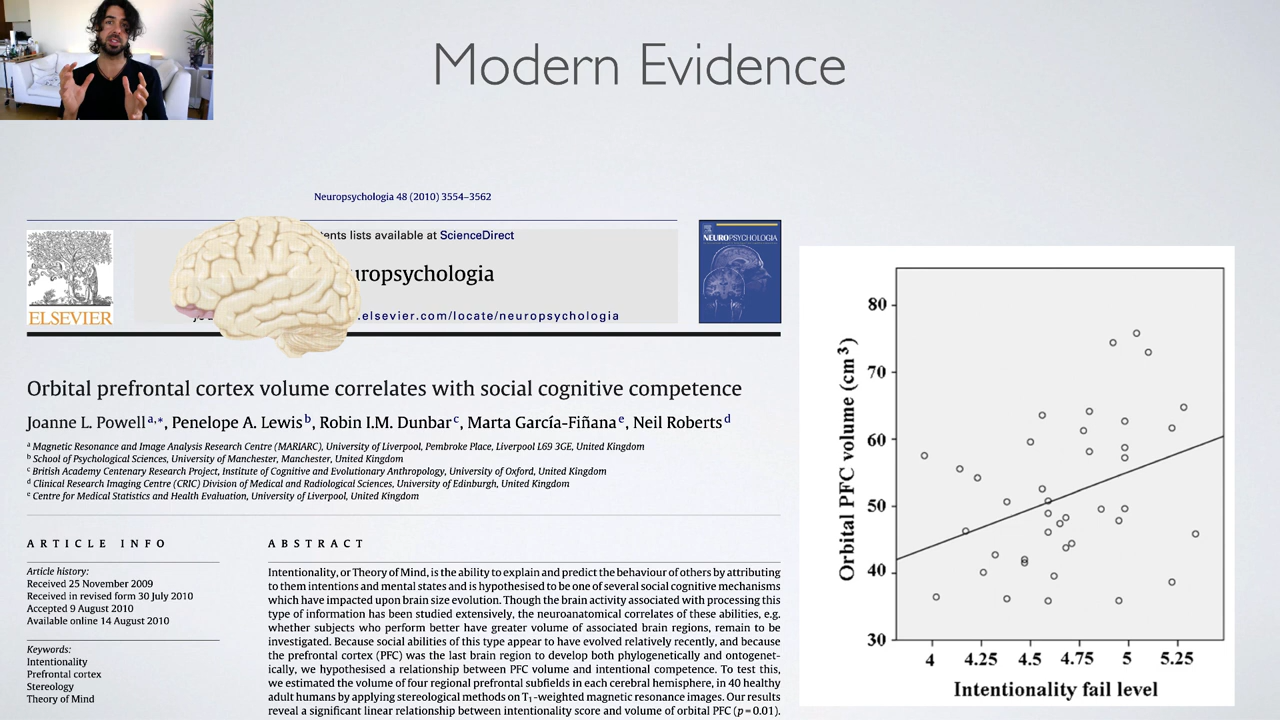 Modern Evidence
Neuropsychologia 48 (2010) 3554–3562
lists available at ScienceDirect
ELSEVIER
.elsevier.com/locate/neuropsychologia
NEUROPSYCHOLOGIA
Orbital prefrontal cortex volume correlates with social cognitive competence
Joanne L. Powell a,*, Penelope A. Lewis b, Robin I.M. Dunbar c, Marta García-Fiñana e, Neil Roberts d
a Magnetic Resonance and Image Analysis Research Centre (MARIARC), University of Liverpool, Pembroke Place, Liverpool L69 3GE, United Kingdom
b School of Psychological Sciences, University of Manchester, Manchester, United Kingdom
c British Academy Centenary Research Project, Institute of Cognitive and Evolutionary Anthropology, University of Oxford, United Kingdom
d Clinical Research Imaging Centre (CRIC) Division of Medical and Radiological Sciences, University of Edinburgh, United Kingdom
e Centre for Medical Statistics and Health Evaluation, University of Liverpool, United Kingdom
ARTICLE INFO
Article history:
Received 25 November 2009
Received in revised form 30 July 2010
Accepted 9 August 2010
Available online 14 August 2010
Keywords:
Intentionality
Prefrontal cortex
Stereology
Theory of Mind
ABSTRACT
Intentionality, or Theory of Mind, is the ability to explain and predict the behaviour of others by attributing
to them intentions and mental states and is hypothesised to be one of several social cognitive mechanisms
which have impacted upon brain size evolution. Though the brain activity associated with processing this
type of information has been studied extensively, the neuroanatomical correlates of these abilities, e.g.
whether subjects who perform better have greater volume of associated brain regions, remain to be
investigated. Because social abilities of this type appear to have evolved relatively recently, and because
the prefrontal cortex (PFC) was the last brain region to develop both phylogenetically and ontogenet-
ically, we hypothesised a relationship between PFC volume and intentional competence. To test this,
we estimated the volume of four regional prefrontal subfields in each cerebral hemisphere, in 40 healthy
adult humans by applying stereological methods on T1-weighted magnetic resonance images. Our results
reveal a significant linear relationship between intentionality score and volume of orbital PFC (p = 0.01).
Orbital PFC volume (cm3)
80
70
60
50
40
30
4 4.25 4.5 4.75 5 5.25
Intentionality fail level